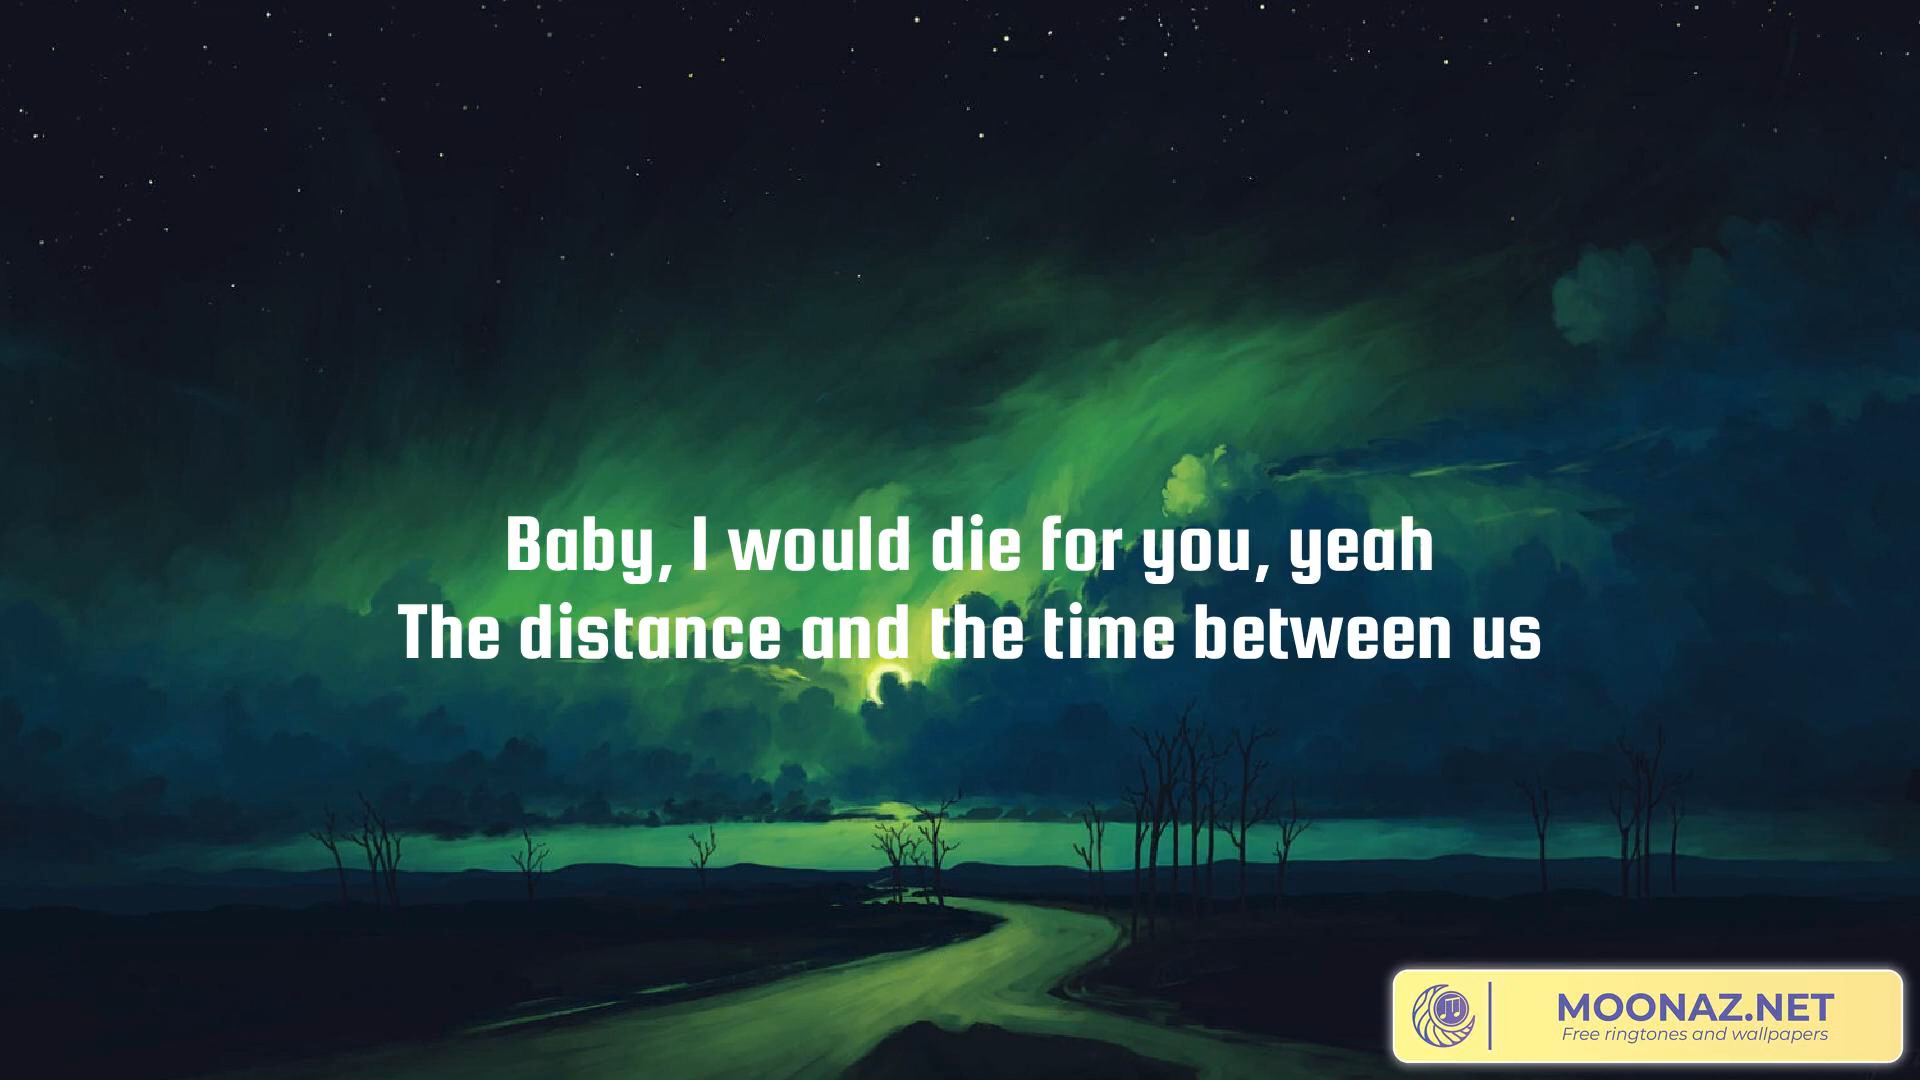 Baby, I would die for you, yeah
The distance and the time between us
MOONAZ.NET
Free ringtones and wallpapers